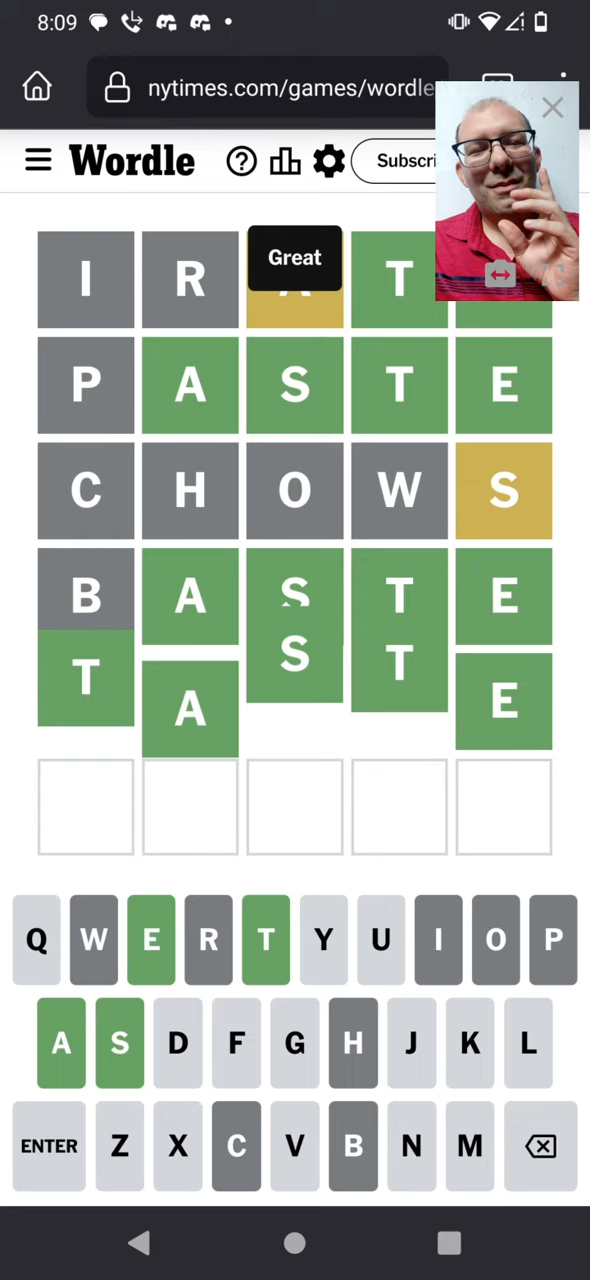 8:09
nytimes.com/games/wordle
Wordle
Subscri
Great
I R A T
P A S T E
C H O W S
B A S T E
T A S T E
Q W E R T Y U I O P
A S D F G H J K L
ENTER Z X C V B N M